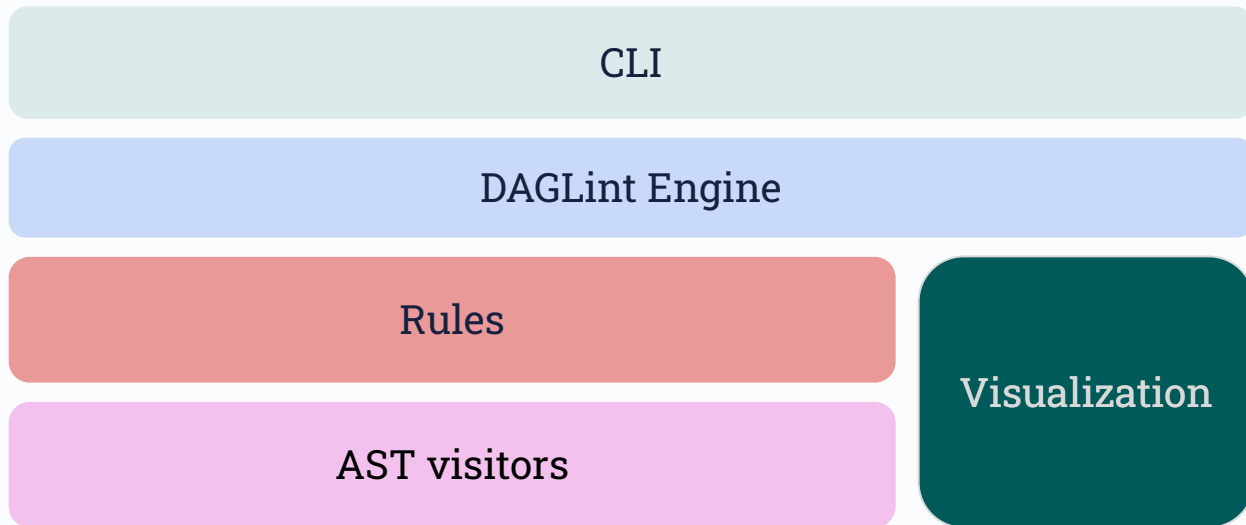 CLI
DAGLint Engine
Rules
Visualization
AST visitors